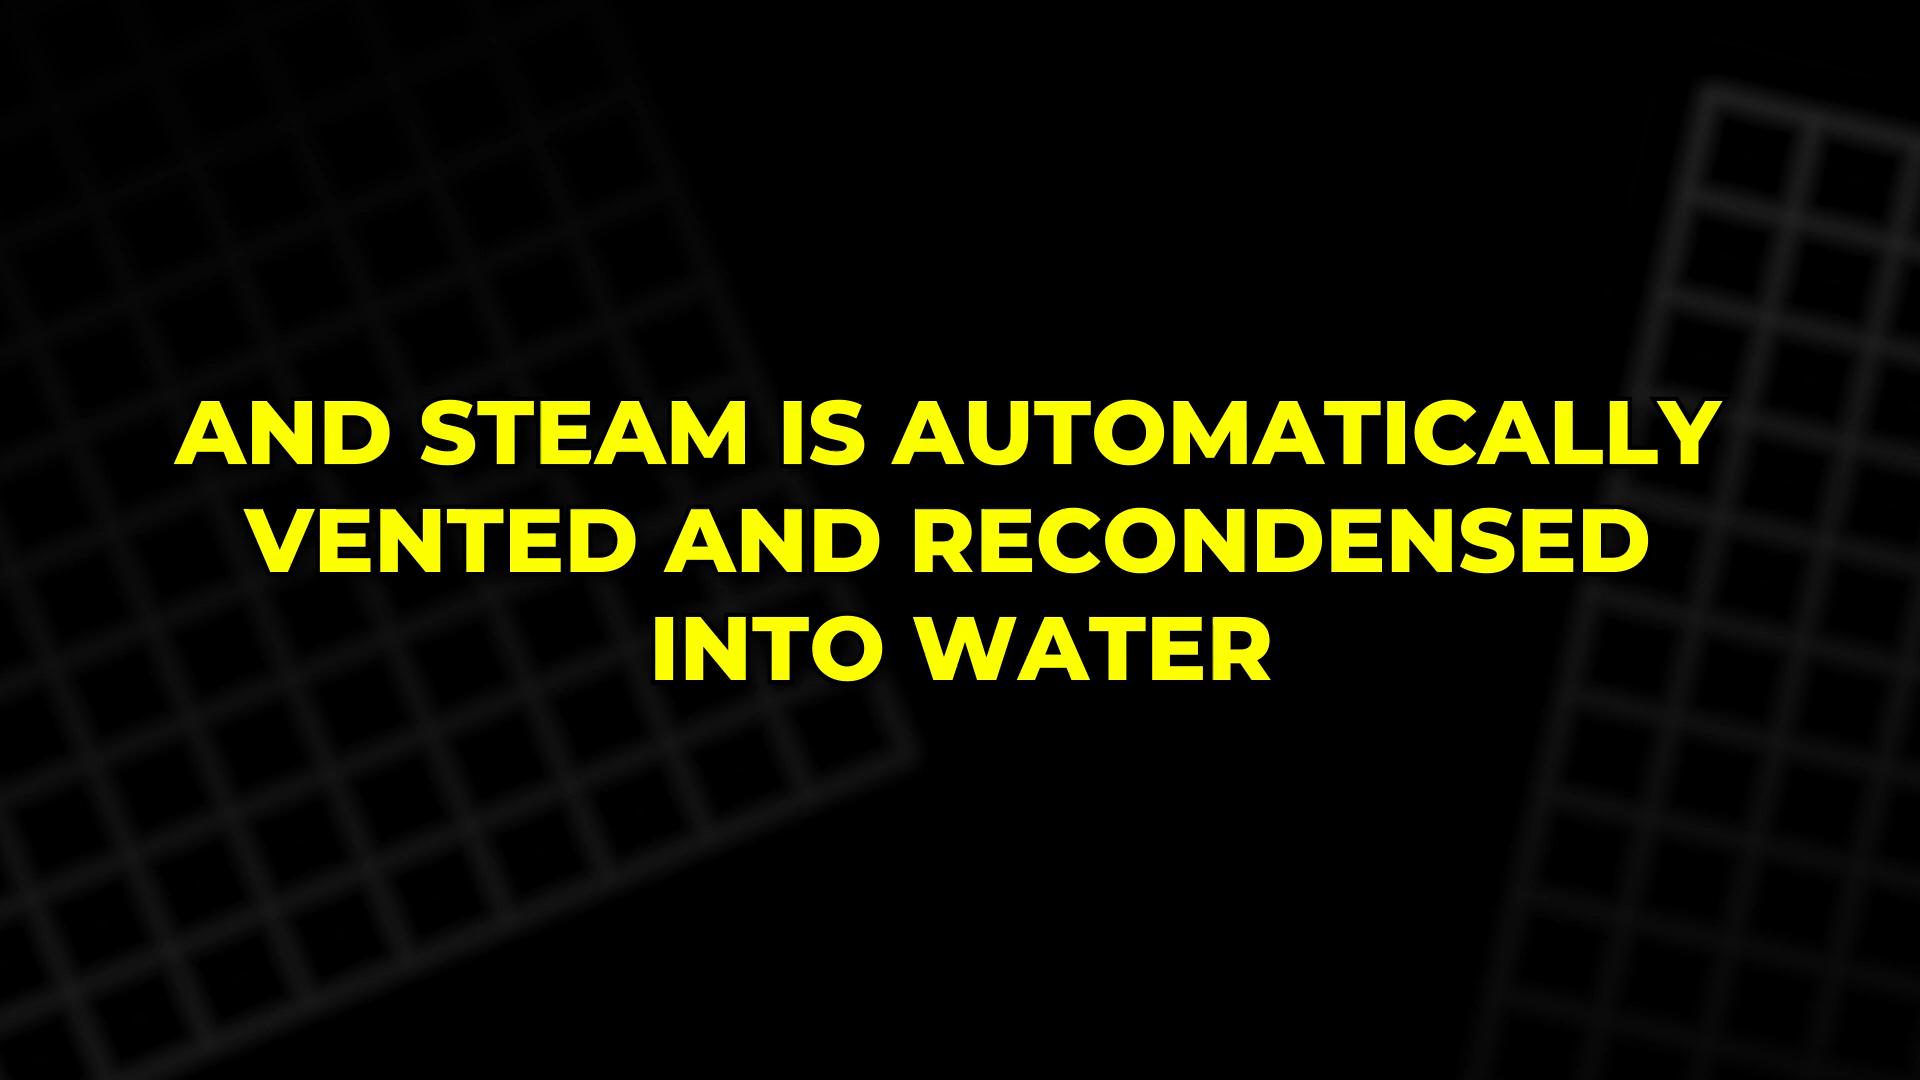 AND STEAM IS AUTOMATICALLY
VENTED AND RECONDENSED
INTO WATER